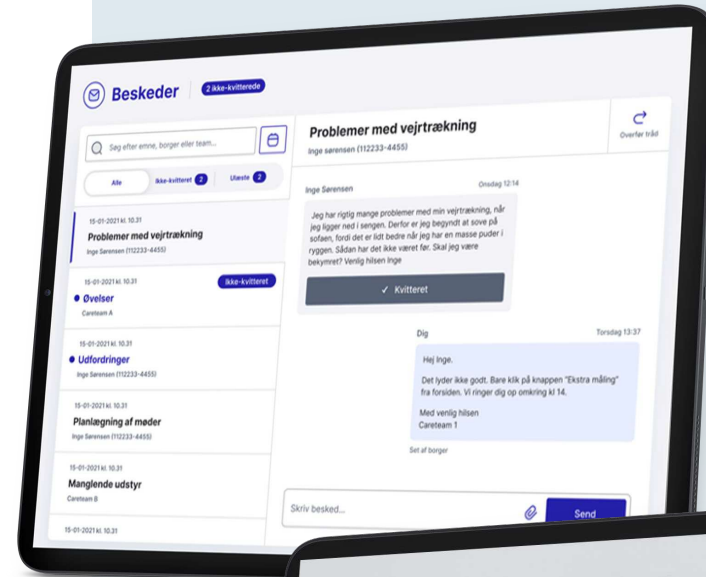 Beskeder
2 ikke-kvitterede
Søg efter emne, borger eller team...
Alle
Ikke-kvitteret 2
Ulæste 2
15-01-2021 kl. 10.31
Problemer med vejrtrækning
Inge Sørensen (112233-4455)
15-01-2021 kl. 10.31
Ikke-kvitteret
Øvelser
Careteam A
15-01-2021 kl. 10.31
Udfordringer
Inge Sørensen (112233-4455)
15-01-2021 kl. 10.31
Planlægning af møder
Inge Sørensen (112233-4455)
15-01-2021 kl. 10.31
Manglende udstyr
Careteam B
15-01-2021 kl. 10.31
Problemer med vejrtrækning
Inge sørensen (112233-4455)
Overfør tråd
Inge Sørensen
Onsdag 12:14
Jeg har rigtig mange problemer med min vejrtrækning, når
jeg ligger ned i sengen. Derfor er jeg begyndt at sove på
sofaen, fordi det er lidt bedre når jeg har en masse puder i
ryggen. Sådan har det ikke været før. Skal jeg være
bekymret? Venlig hilsen Inge
✓ Kvitteret
Dig
Torsdag 13:37
Hej Inge.
Det lyder ikke godt. Bare klik på knappen "Ekstra måling"
fra forsiden. Vi ringer dig op omkring kl 14.
Med venlig hilsen
Careteam 1
Set af borger
Skriv besked...
Send